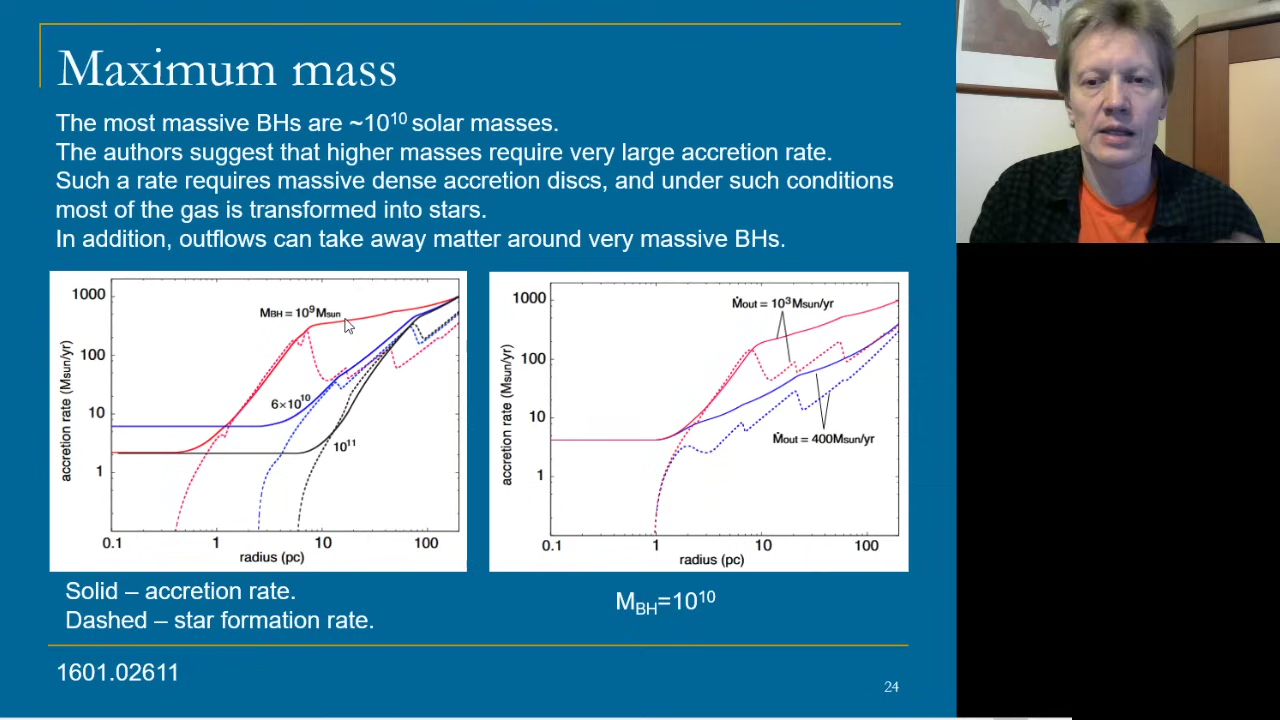 Maximum mass
The most massive BHs are ~10¹⁰ solar masses.
The authors suggest that higher masses require very large accretion rate.
Such a rate requires massive dense accretion discs, and under such conditions
most of the gas is transformed into stars.
In addition, outflows can take away matter around very massive BHs.
1000
100
10
1
accretion rate (Msun/yr)
MBH = 10⁹Msun
6×10¹⁰
10¹¹
0.1 1 10 100
radius (pc)
1000
100
10
1
accretion rate (Msun/yr)
Ṁout = 10³Msun/yr
Ṁout = 400Msun/yr
0.1 1 10 100
radius (pc)
Solid – accretion rate.
Dashed – star formation rate.
MBH=10¹⁰
1601.02611
24